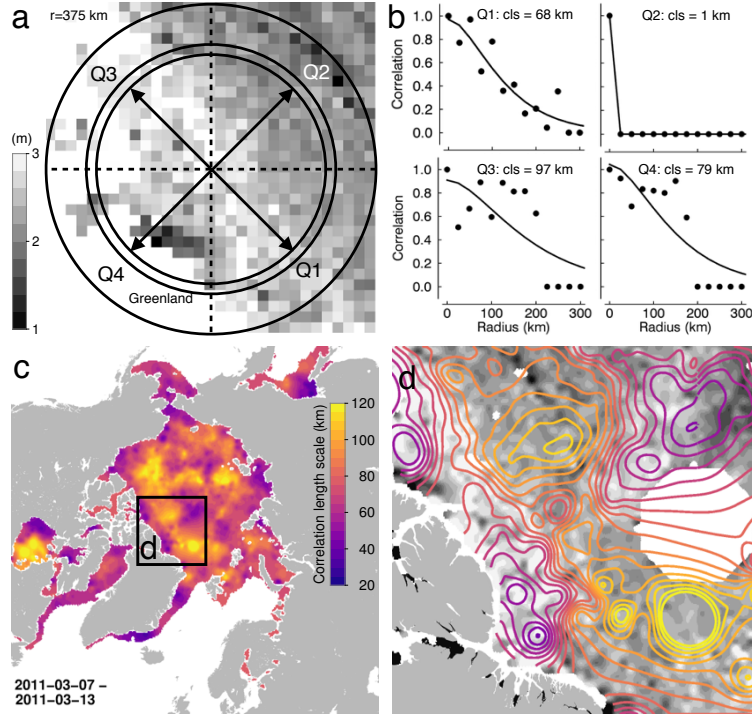 a
r=375 km
Q3
Q2
(m)
3
2
1
Q4
Q1
Greenland
b
Q1: cls = 68 km
Q2: cls = 1 km
Correlation
1.0
0.8
0.6
0.4
0.2
0.0
Q3: cls = 97 km
Q4: cls = 79 km
Correlation
1.0
0.8
0.6
0.4
0.2
0.0
0 100 200 300
0 100 200 300
Radius (km)
Radius (km)
c
Correlation length scale (km)
120
100
80
60
40
20
d
2011-03-07 -
2011-03-13
d